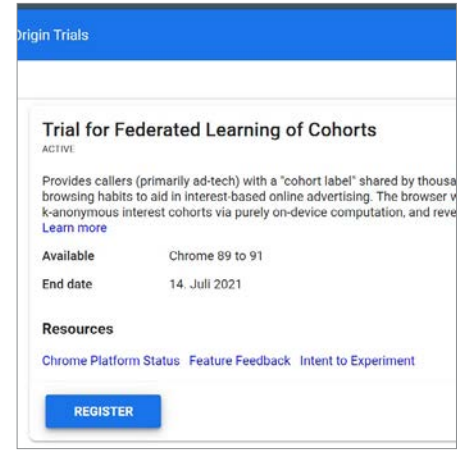 Origin Trials
Trial for Federated Learning of Cohorts
ACTIVE
Provides callers (primarily ad-tech) with a "cohort label" shared by
browsing habits to aid in interest-based online advertising. The browser
k-anonymous interest cohorts via purely on-device computation, and
Learn more
Available Chrome 89 to 91
End date 14. Juli 2021
Resources
Chrome Platform Status Feature Feedback Intent to Experiment
REGISTER